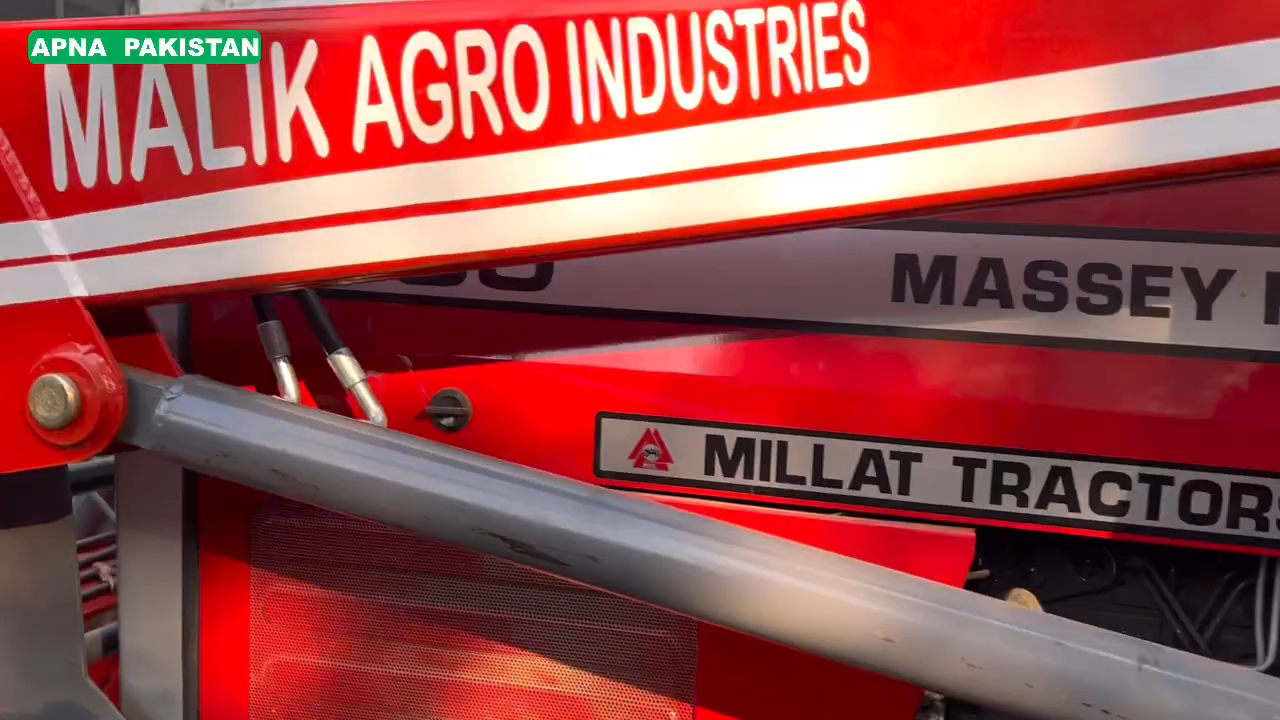 APNA PAKISTAN
MALIK AGRO INDUSTRIES
MASSEY
MILLAT TRACTORS